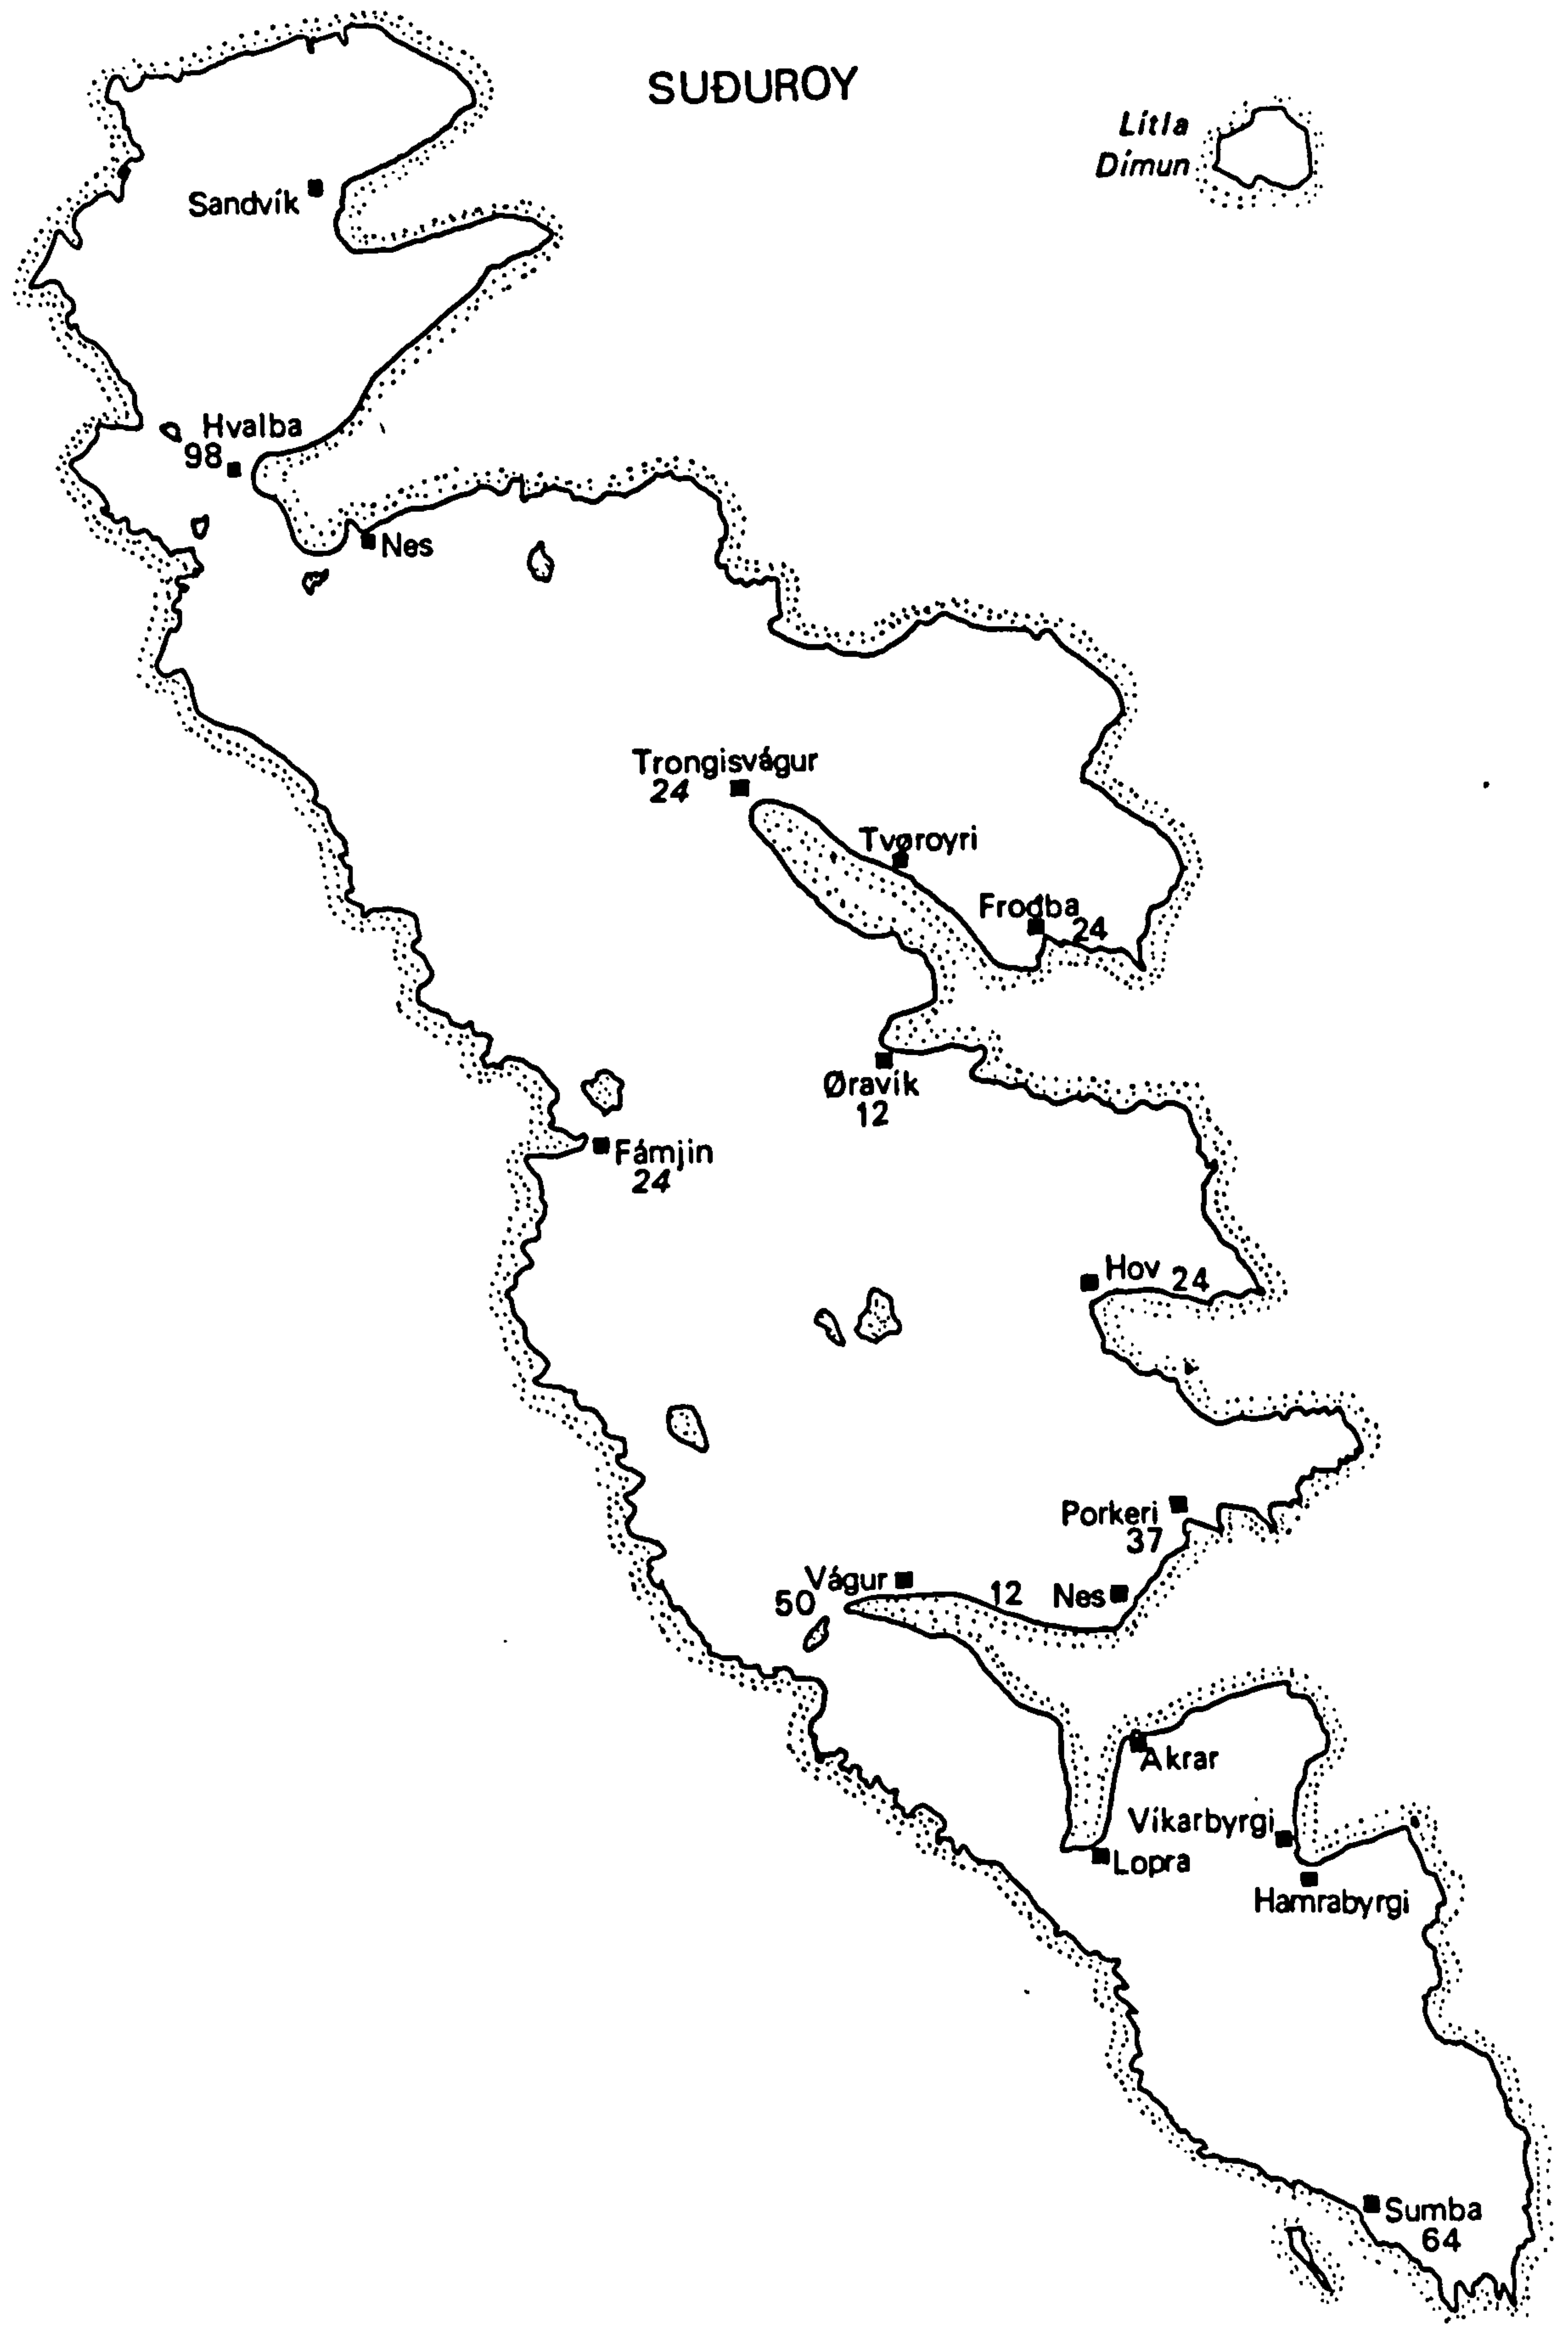 SUÐUROY
Lítla
Dímun
Sandvík
Hvalba
98
Nes
Trongisvágur
24
Tvøroyri
Froðba
24
Øravík
12
Fámjin
24
Hov 24
Porkeri
37
Vágur
50
12
Nes
Akrar
Víkarbyrgi
Lopra
Hamrabyrgi
Sumba
64